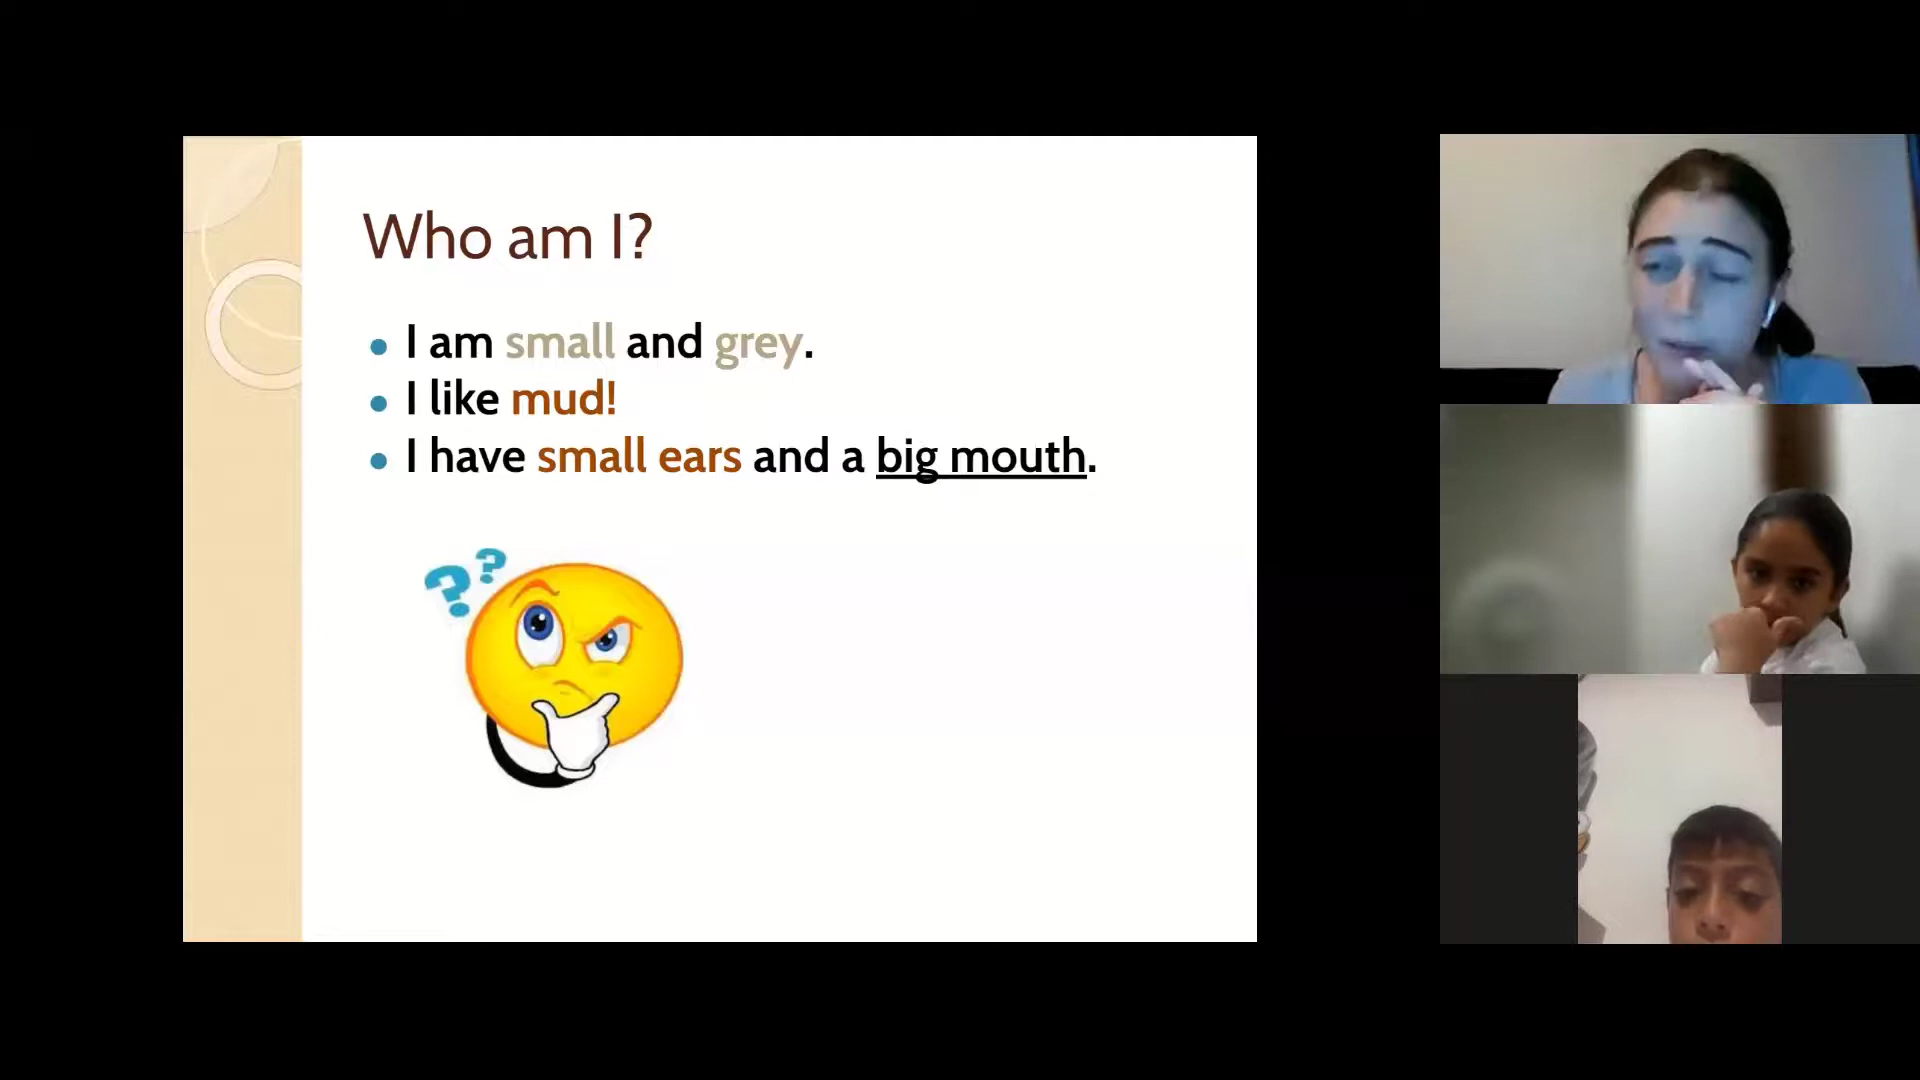 Who am I?
I am small and grey.
I like mud!
I have small ears and a big mouth.
? ?